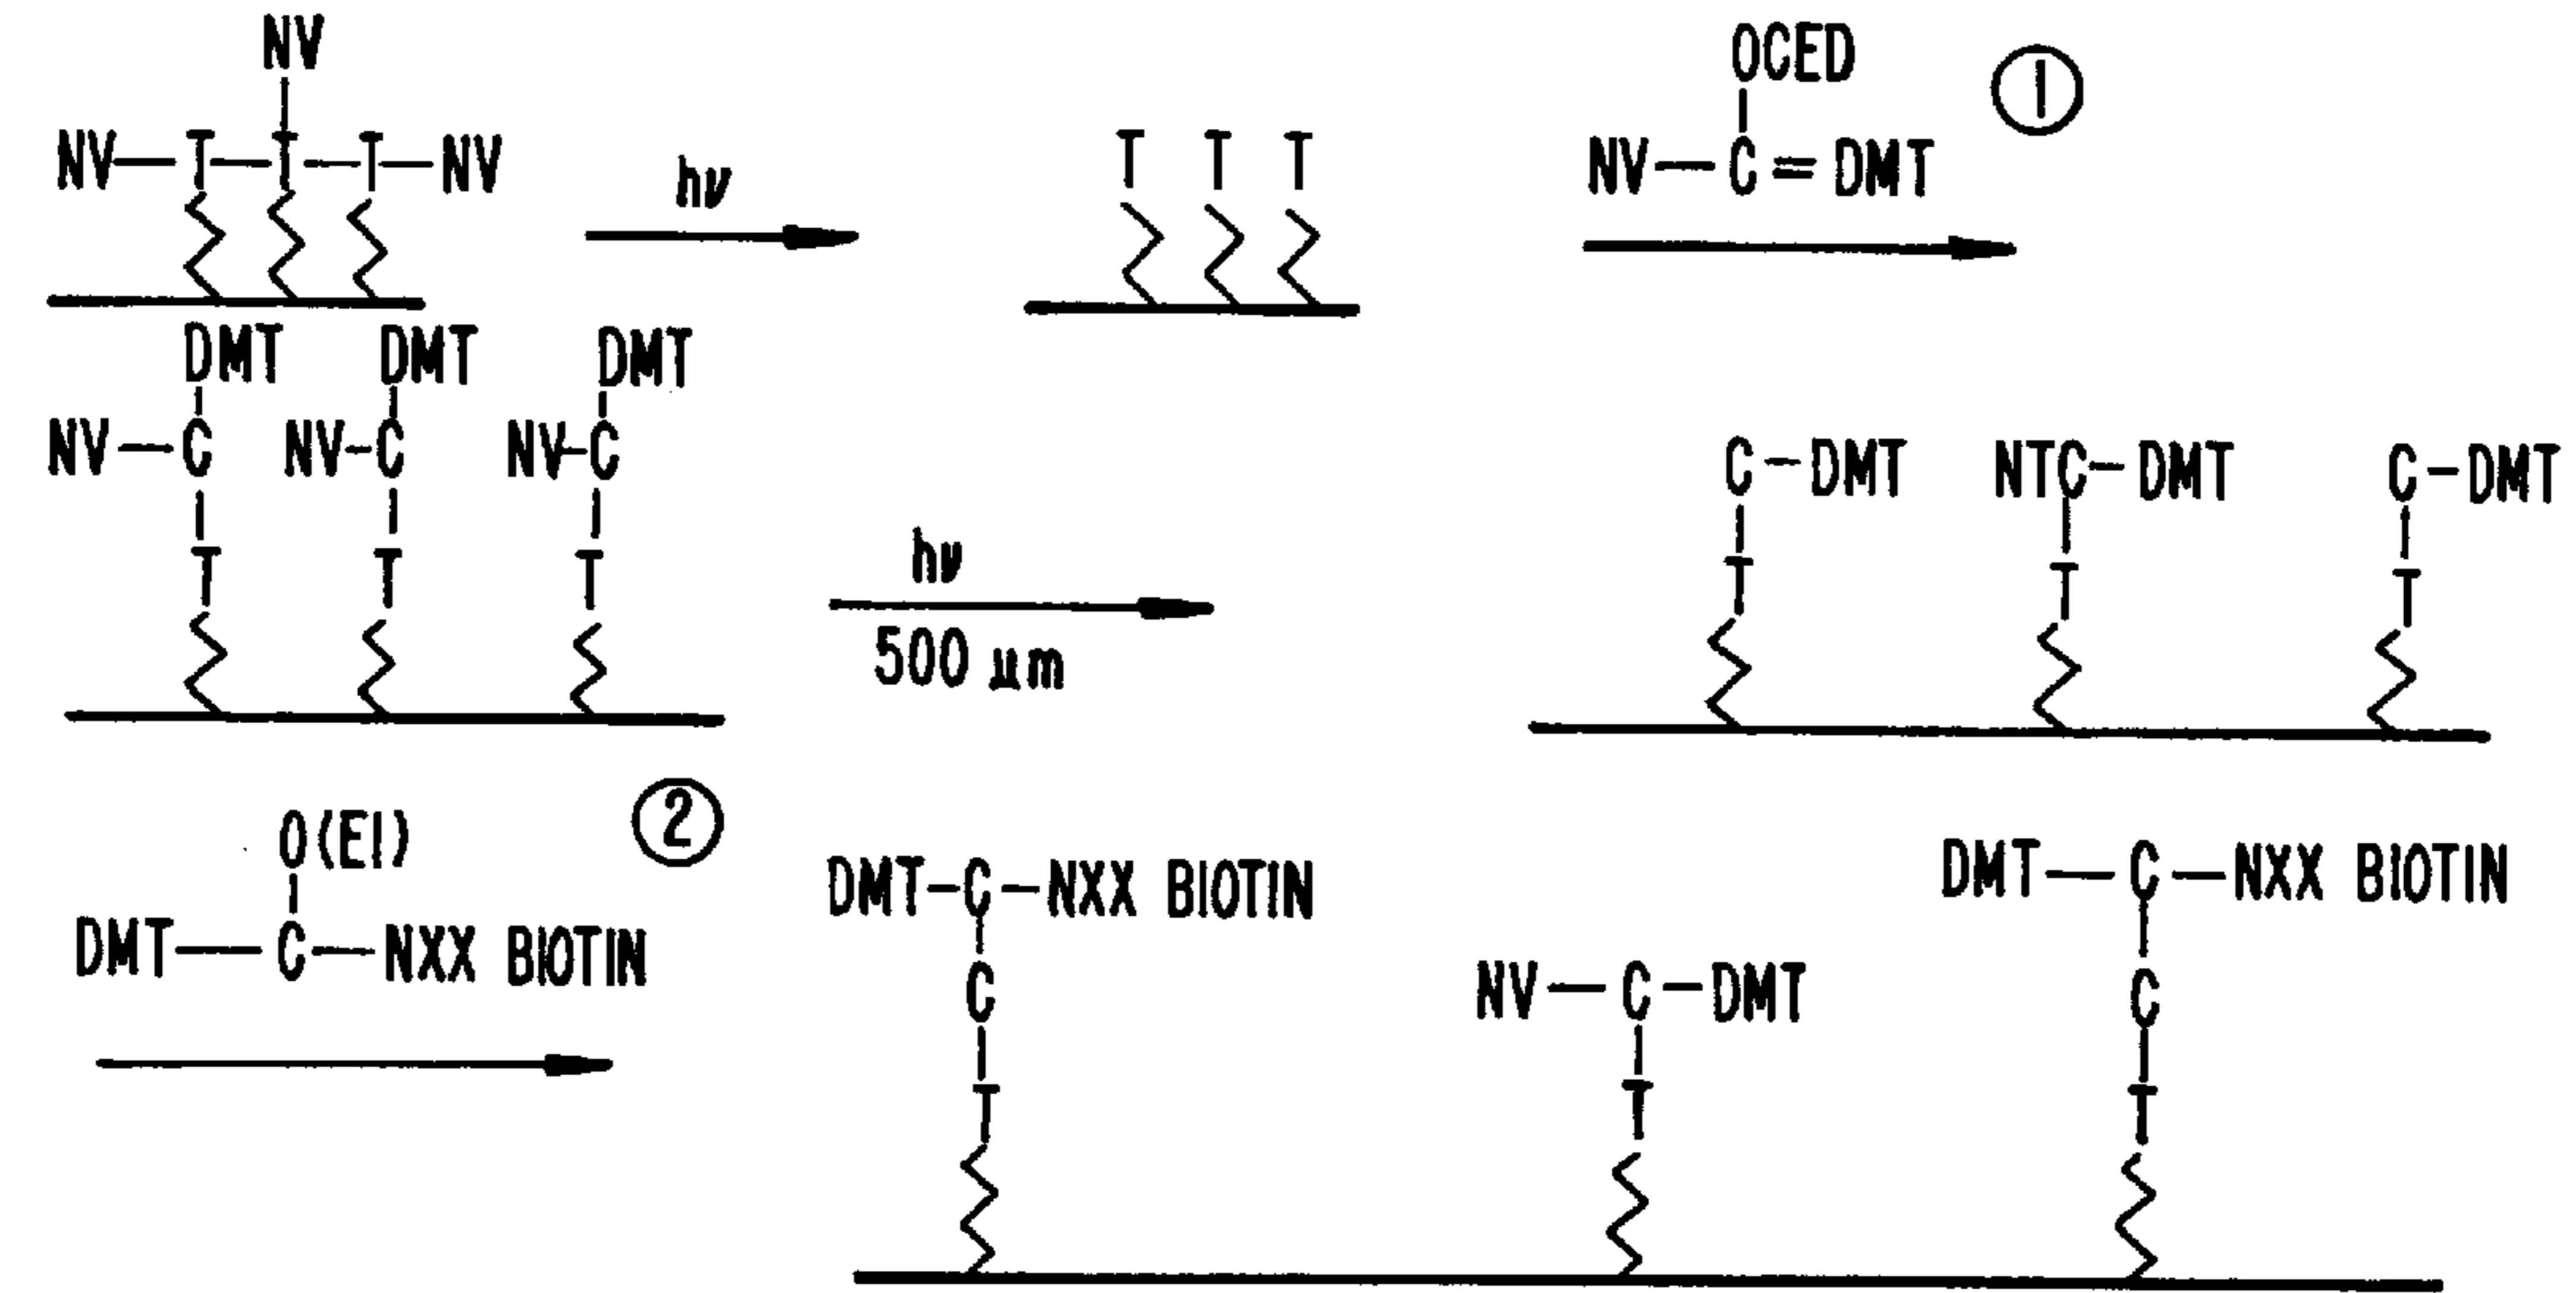 NV
NV T T T NV
hν
T T T
OCED
NV C = DMT
1
DMT DMT DMT
NV C NV C NV C
T T T
hν
500 μm
C DMT NTC DMT C DMT
T T T
2
O(EI)
DMT C NXX BIOTIN
DMT C NXX BIOTIN
C
T
NV C DMT
T
DMT C NXX BIOTIN
C
T